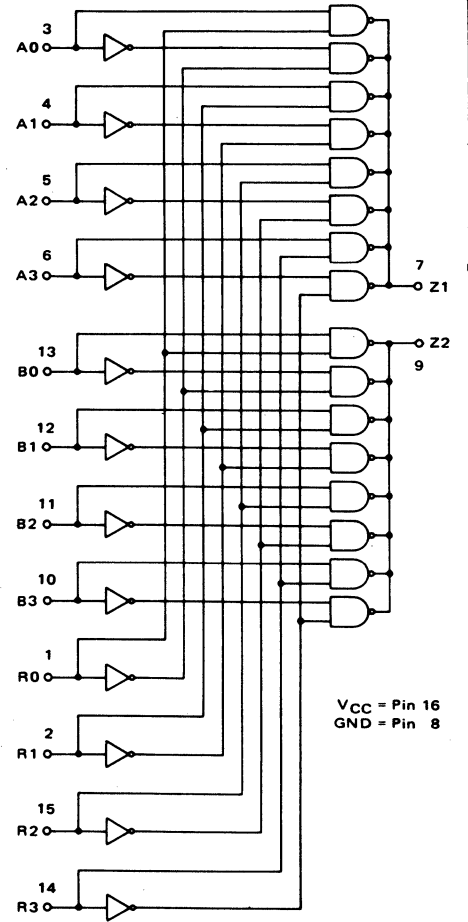 3
A0
4
A1
5
A2
6
A3
7
Z1
Z2
9
13
B0
12
B1
11
B2
10
B3
1
R0
VCC = Pin 16
GND = Pin 8
2
R1
15
R2
14
R3